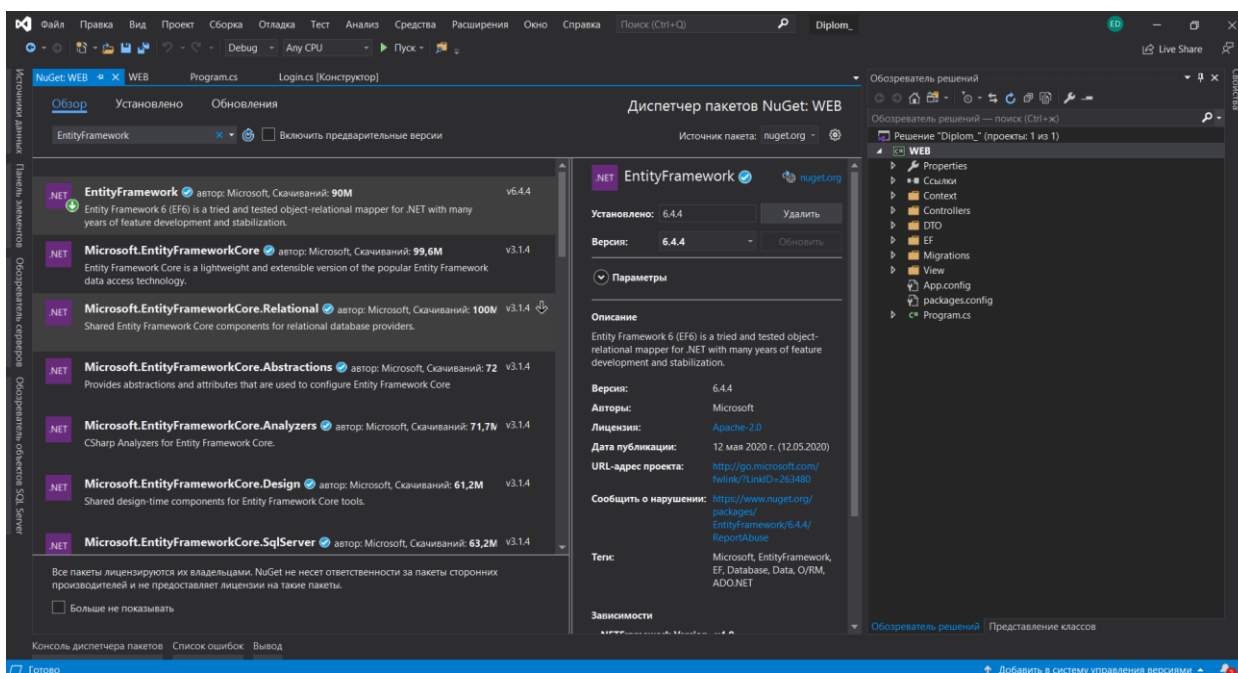 Файл Правка Вид Проект Сборка Отладка Тест Анализ Средства Расширения Окно Справка Поиск (Ctrl+Q) Diplom_ ED
Debug Any CPU Пуск Live Share
NuGet: WEB WEB Program.cs Login.cs [Конструктор]
Обзор Установлено Обновления
Диспетчер пакетов NuGet: WEB
EntityFramework Включить предварительные версии Источник пакета: nuget.org
.NET EntityFramework автор: Microsoft, Скачиваний: 90M v6.4.4
Entity Framework 6 (EF6) is a tried and tested object-relational mapper for .NET with many
years of feature development and stabilization.
.NET Microsoft.EntityFrameworkCore автор: Microsoft, Скачиваний: 99,6M v3.1.4
Entity Framework Core is a lightweight and extensible version of the popular Entity Framework
data access technology.
.NET Microsoft.EntityFrameworkCore.Relational автор: Microsoft, Скачиваний: 100M v3.1.4
Shared Entity Framework Core components for relational database providers.
.NET Microsoft.EntityFrameworkCore.Abstractions автор: Microsoft, Скачиваний: 72 v3.1.4
Provides abstractions and attributes that are used to configure Entity Framework Core
.NET Microsoft.EntityFrameworkCore.Analyzers автор: Microsoft, Скачиваний: 71,7M v3.1.4
CSharp Analyzers for Entity Framework Core.
.NET Microsoft.EntityFrameworkCore.Design автор: Microsoft, Скачиваний: 61,2M v3.1.4
Shared design-time components for Entity Framework Core tools.
.NET Microsoft.EntityFrameworkCore.SqlServer автор: Microsoft, Скачиваний: 63,2M v3.1.4
Все пакеты лицензируются их владельцами. NuGet не несет ответственности за пакеты сторонних
производителей и не предоставляет лицензии на такие пакеты.
Больше не показывать
.NET EntityFramework nuget.org
Установлено: 6.4.4 Удалить
Версия: 6.4.4 Обновить
Параметры
Описание
Entity Framework 6 (EF6) is a tried and tested object-
relational mapper for .NET with many years of feature
development and stabilization.
Версия: 6.4.4
Авторы: Microsoft
Лицензия: Apache-2.0
Дата публикации: 12 мая 2020 г. (12.05.2020)
URL-адрес проекта: http://go.microsoft.com/
fwlink/?LinkID=263480
Сообщить о нарушении: https://www.nuget.org/
packages/
EntityFramework/6.4.4/
ReportAbuse
Теги: Microsoft, EntityFramework,
EF, Database, Data, O/RM,
ADO.NET
Зависимости
Обозреватель решений
Обозреватель решений — поиск (Ctrl+ж)
Решение "Diplom_" (проекты: 1 из 1)
WEB
Properties
Ссылки
Context
Controllers
DTO
EF
Migrations
View
App.config
packages.config
Program.cs
Обозреватель решений Представление классов
Источники данных
Панель элементов
Обозреватель серверов
Обозреватель объектов SQL Server
Свойства
Консоль диспетчера пакетов Список ошибок Вывод
Готово Добавить в систему управления версиями